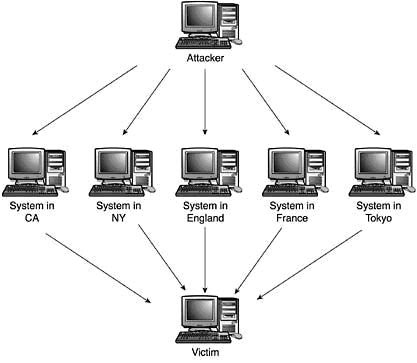 Attacker
System in
CA
System in
NY
System in
England
System in
France
System in
Tokyo
Victim